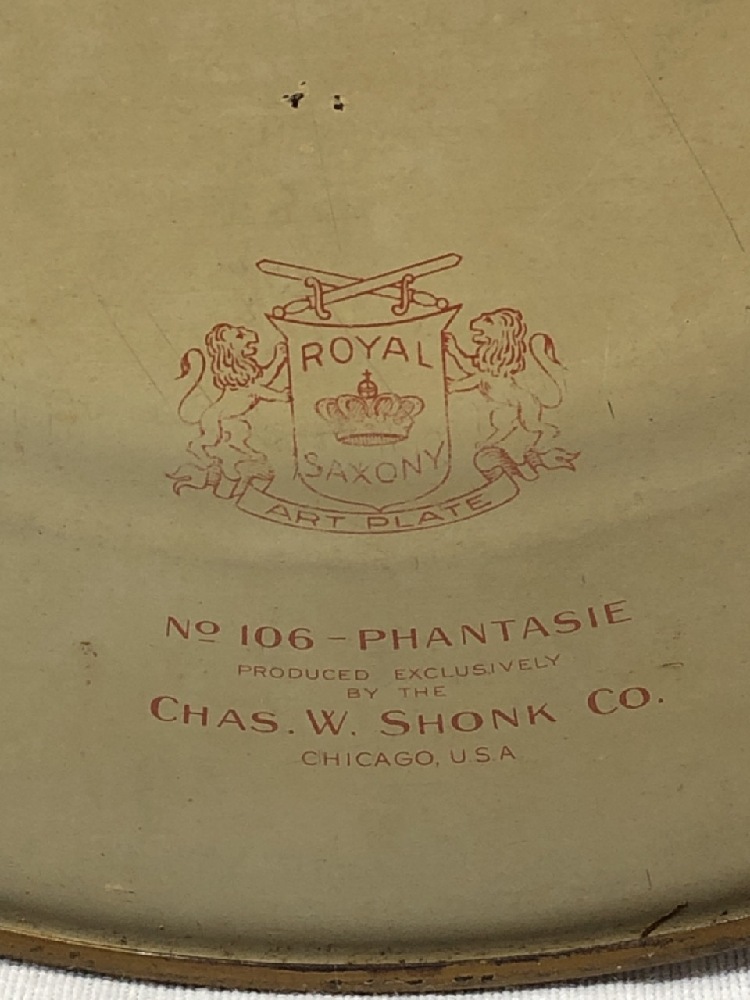 ROYAL
SAXONY
ART PLATE
No 106 - PHANTASIE
PRODUCED EXCLUSIVELY
BY THE
CHAS. W. SHONK CO.
CHICAGO, U.S.A